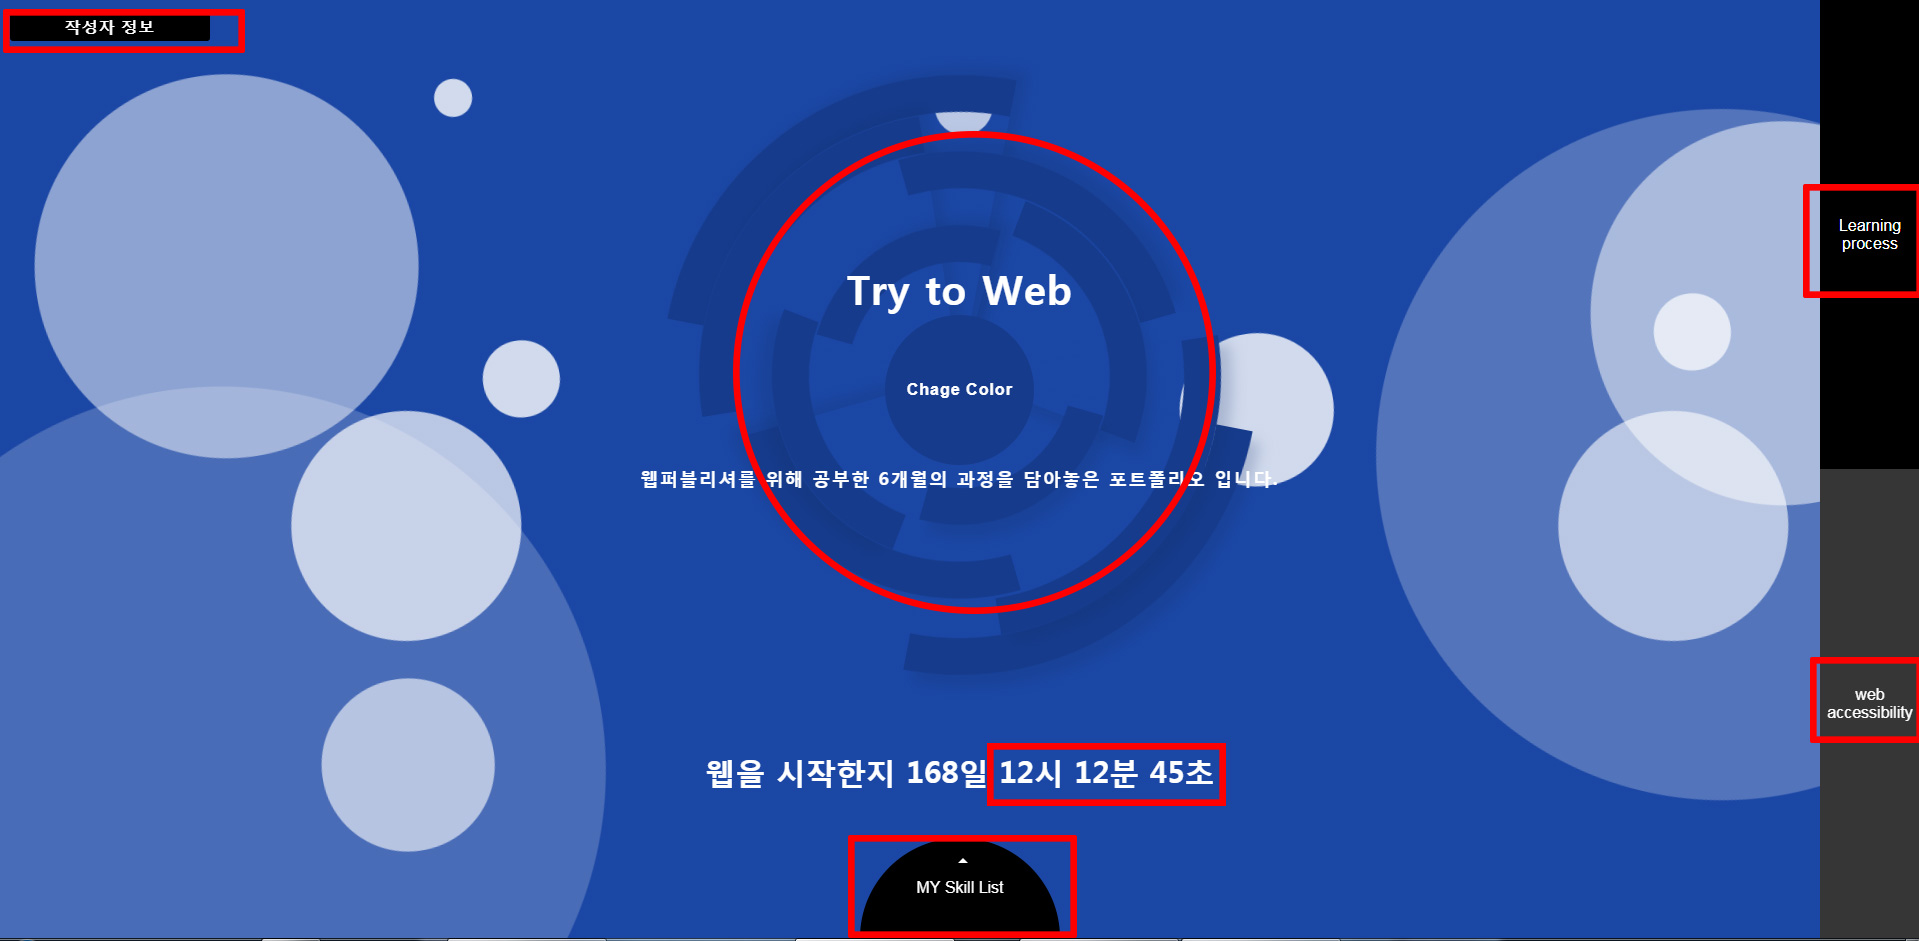 작성자 정보
Learning
process
Try to Web
Chage Color
웹퍼블리셔를 위해 공부한 6개월의 과정을 담아놓은 포트폴리오 입니다.
web
accessibility
웹을 시작한지 168일 12시 12분 45초
MY Skill List